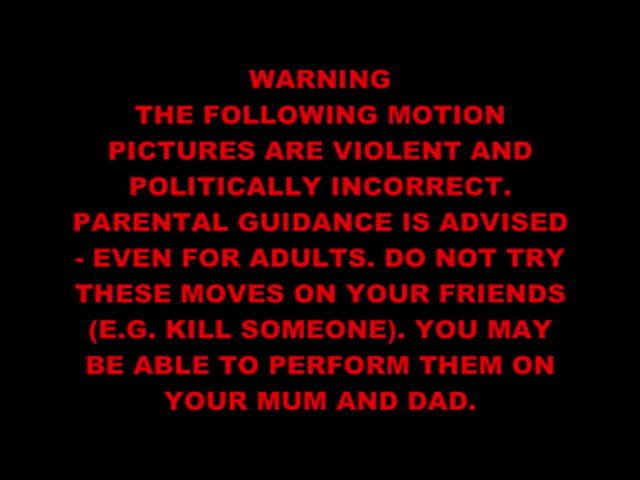 WARNING
THE FOLLOWING MOTION
PICTURES ARE VIOLENT AND
POLITICALLY INCORRECT.
PARENTAL GUIDANCE IS ADVISED
- EVEN FOR ADULTS. DO NOT TRY
THESE MOVES ON YOUR FRIENDS
(E.G. KILL SOMEONE). YOU MAY
BE ABLE TO PERFORM THEM ON
YOUR MUM AND DAD.